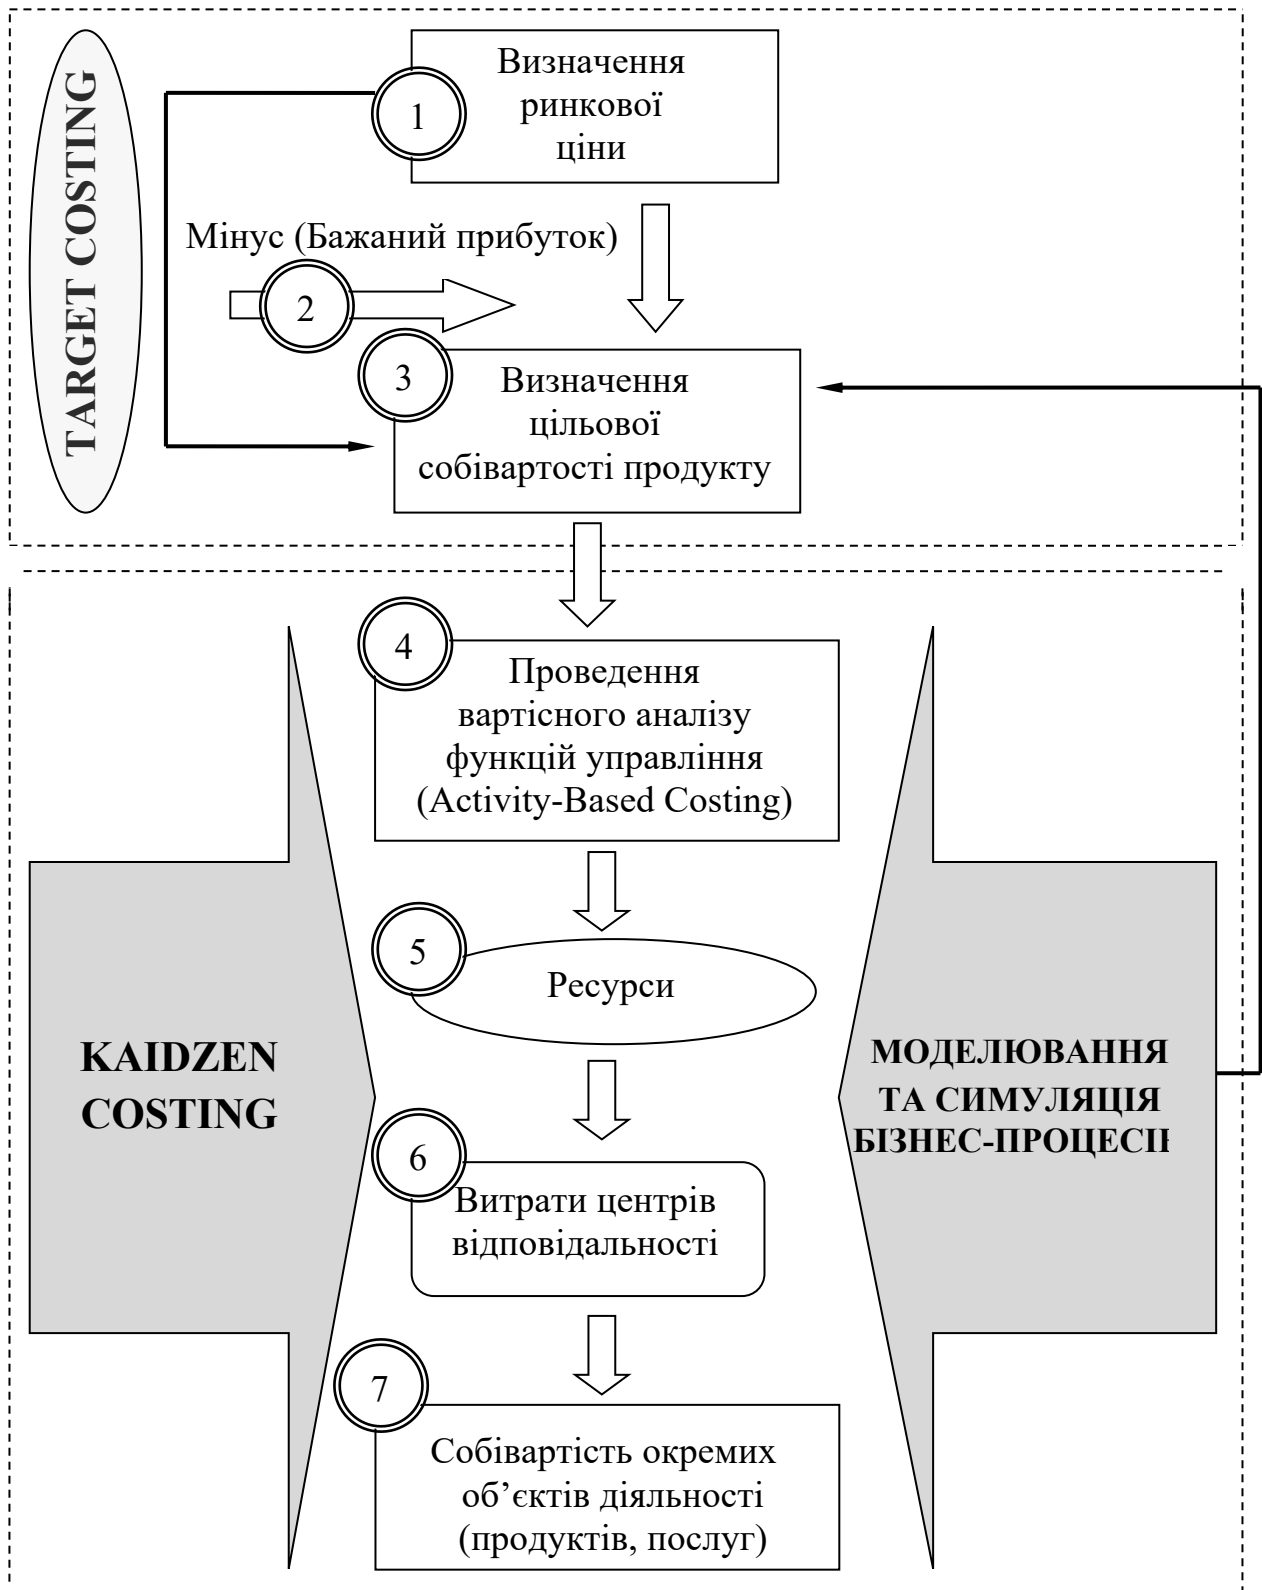 TARGET COSTING
1
Визначення
ринкової
ціни
Мінус (Бажаний прибуток)
2
3
Визначення
цільової
собівартості продукту
4
Проведення
вартісного аналізу
функцій управління
(Activity-Based Costing)
5
Ресурси
KAIDZEN
COSTING
МОДЕЛЮВАННЯ
ТА СИМУЛЯЦІЯ
БІЗНЕС-ПРОЦЕСІ
6
Витрати центрів
відповідальності
7
Собівартість окремих
об’єктів діяльності
(продуктів, послуг)